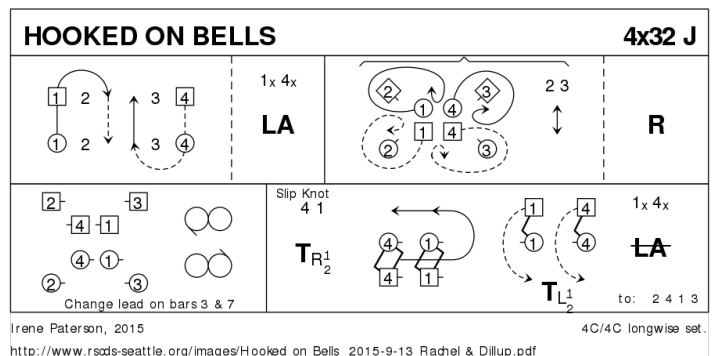 HOOKED ON BELLS 4x32 J
1 2 3 4 1x 4x 2 3 2 3
LA 1 4 R
1 2 3 4 1 4
2 3
2 3 Slip Knot 1 4 1x 4x
4 1 4 1
4 1 TR½ 4 1 1 4 LA
2 3 4 1 TL½
Change lead on bars 3 & 7 to: 2 4 1 3
Irene Paterson, 2015 4C/4C longwise set.
http://www.rscds-seattle.org/images/Hooked on Bells 2015-9-13 Rachel & Dillup.pdf